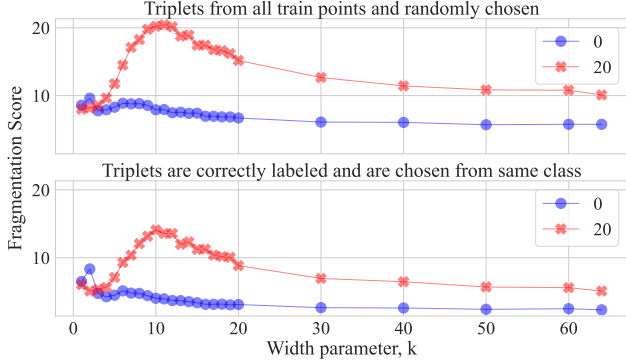 Triplets from all train points and randomly chosen
20
10
0
20
Fragmentation Score
Triplets are correctly labeled and are chosen from same class
20
10
0
20
0 10 20 30 40 50 60
Width parameter, k